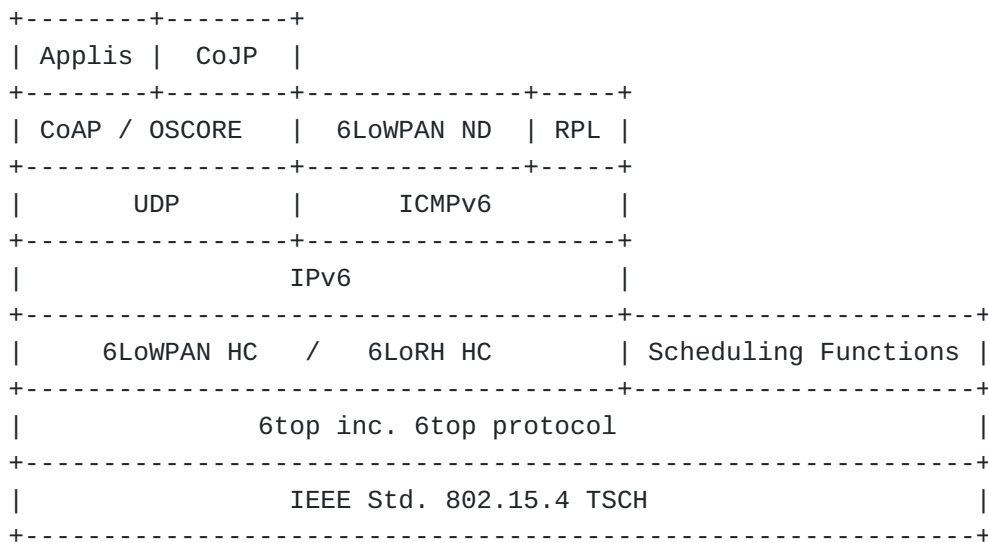 +--------+--------+
| Applis |  CoJP  |
+--------+--------+--------------+-----+
| CoAP / OSCORE   |  6LoWPAN ND  | RPL |
+-----------------+--------------+-----+
|       UDP       |      ICMPv6        |
+-----------------+--------------------+
|                 IPv6                 |
+--------------------------------------+----------------------+
|     6LoWPAN HC   /   6LoRH HC        | Scheduling Functions |
+--------------------------------------+----------------------+
|               6top inc. 6top protocol                       |
+-------------------------------------------------------------+
|                 IEEE Std. 802.15.4 TSCH                     |
+-------------------------------------------------------------+